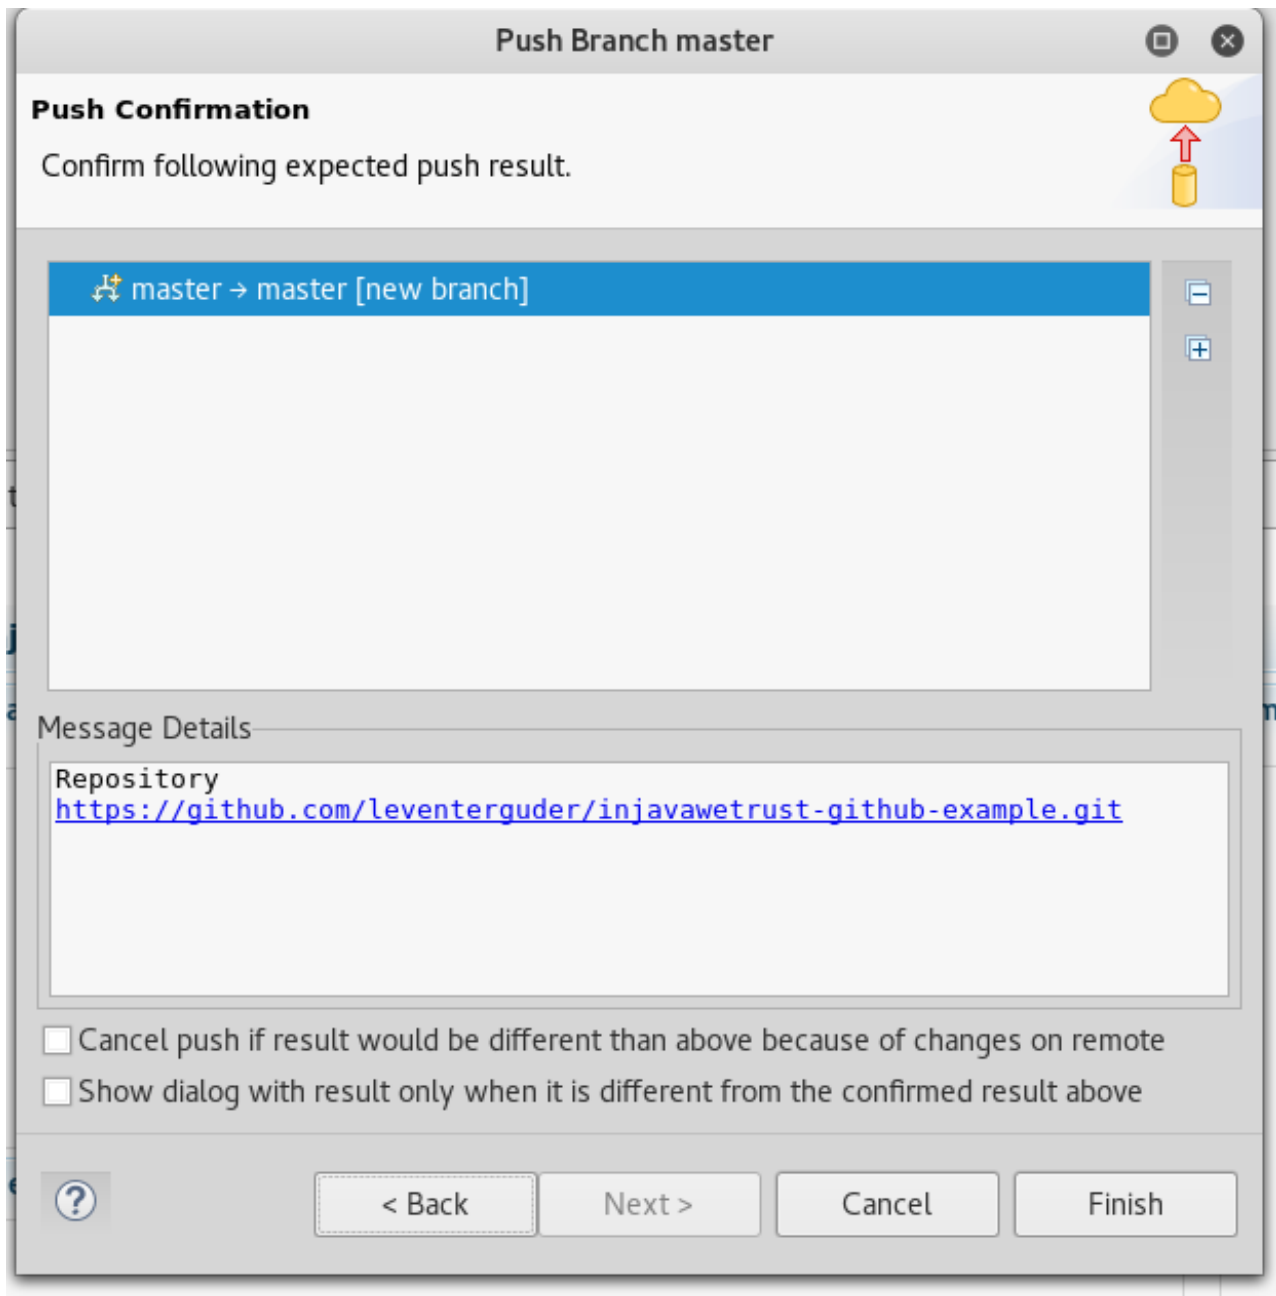 Push Branch master
Push Confirmation
Confirm following expected push result.
master → master [new branch]
Message Details
Repository
https://github.com/leventerguder/injavawetrust-github-example.git
Cancel push if result would be different than above because of changes on remote
Show dialog with result only when it is different from the confirmed result above
< Back
Next >
Cancel
Finish